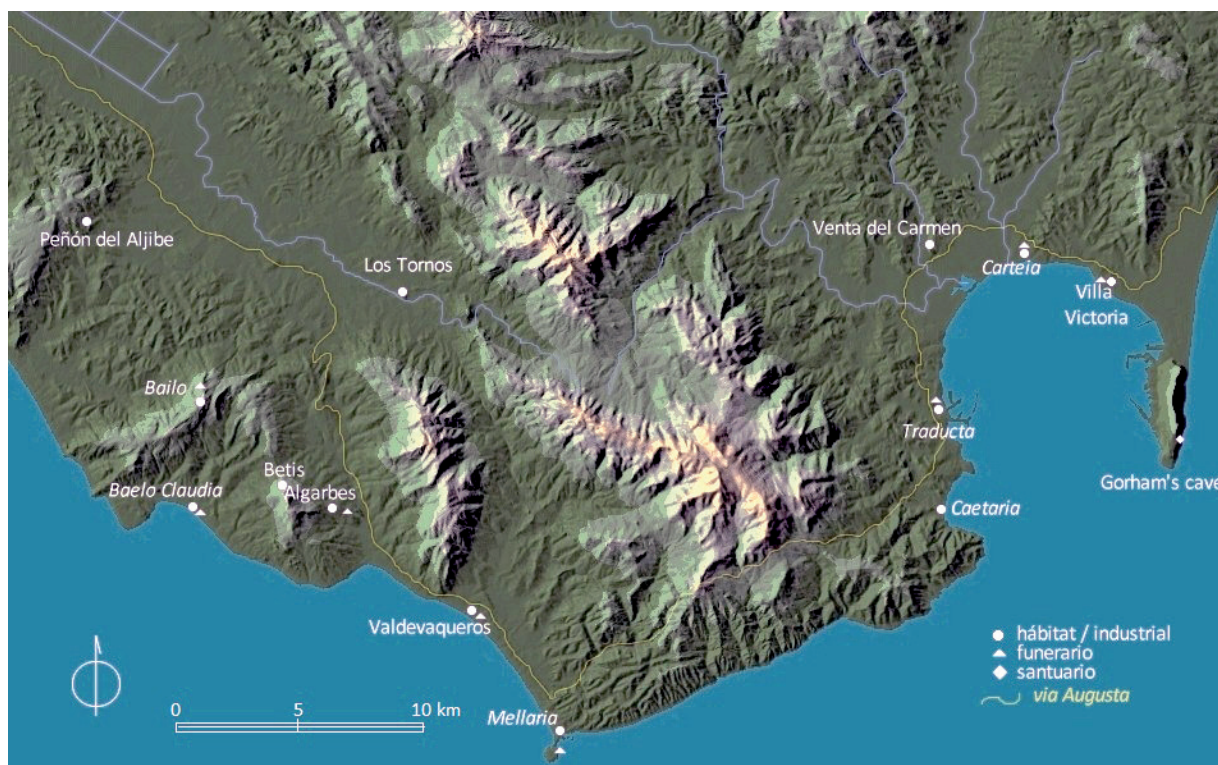 Peñón del Aljibe
Venta del Carmen
Los Tornos
Carteia
Villa
Victoria
Bailo
Traducta
Betis
Algarbes
Baelo Claudia
Gorham's cave
Caetaria
Valdevaqueros
hábitat / industrial
funerario
santuario
via Augusta
0 5 10 km
Mellaria